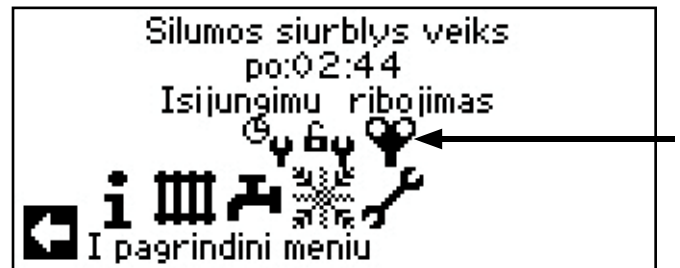 Silumos siurblys veiks
po:02:44
Isijungimu ribojimas
I pagrindini meniu